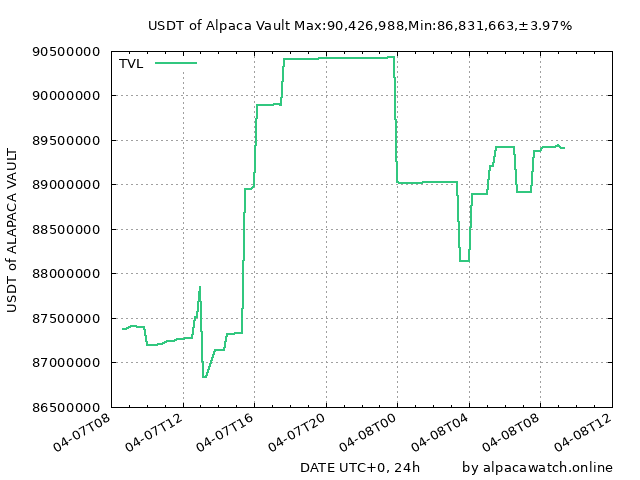 USDT of Alpaca Vault Max:90,426,988,Min:86,831,663,±3.97%
TVL
90500000
90000000
89500000
89000000
88500000
88000000
87500000
87000000
86500000
USDT of ALAPACA VAULT
04-07T08
04-07T12
04-07T16
04-07T20
04-08T00
04-08T04
04-08T08
04-08T12
DATE UTC+0, 24h
by alpacawatch.online